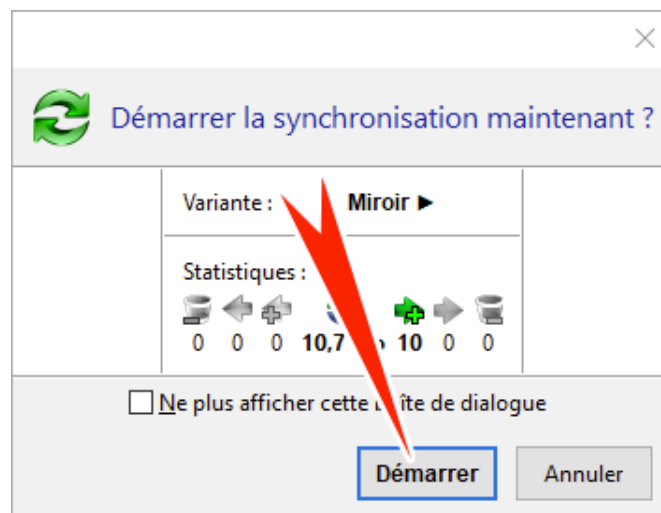 Démarrer la synchronisation maintenant ?
Variante : Miroir ►
Statistiques :
0 0 0 10,7 10 0 0
Ne plus afficher cette de dialogue
Démarrer Annuler